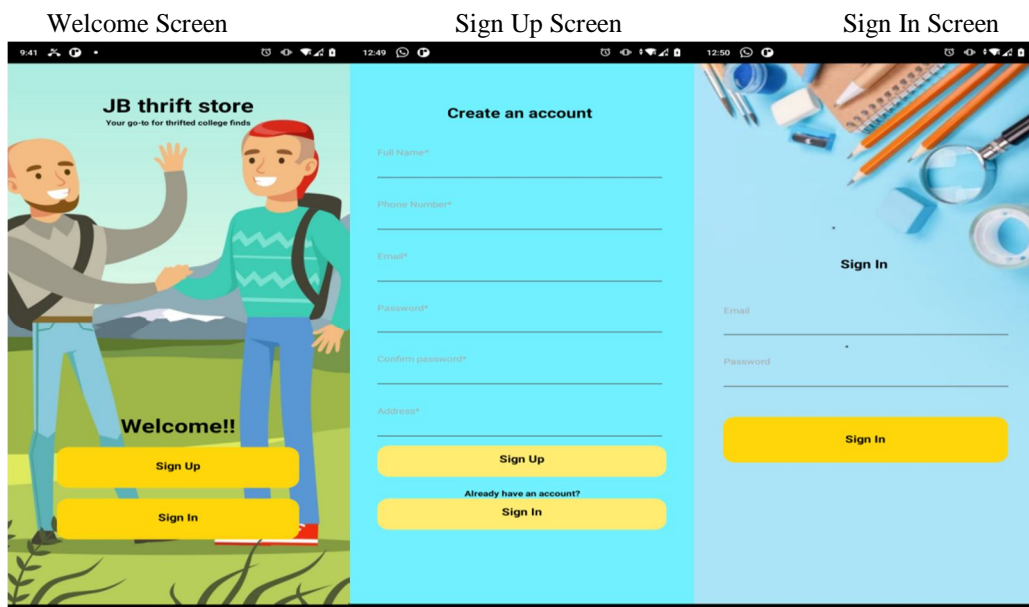 Welcome Screen
Sign Up Screen
Sign In Screen
9:41
JB thrift store
Your go-to for thrifted college finds
Welcome!!
Sign Up
Sign In
12:49
Create an account
Full Name*
Phone Number*
Email*
Password*
Confirm password*
Address*
Sign Up
Already have an account?
Sign In
12:50
Sign In
Email
Password
Sign In